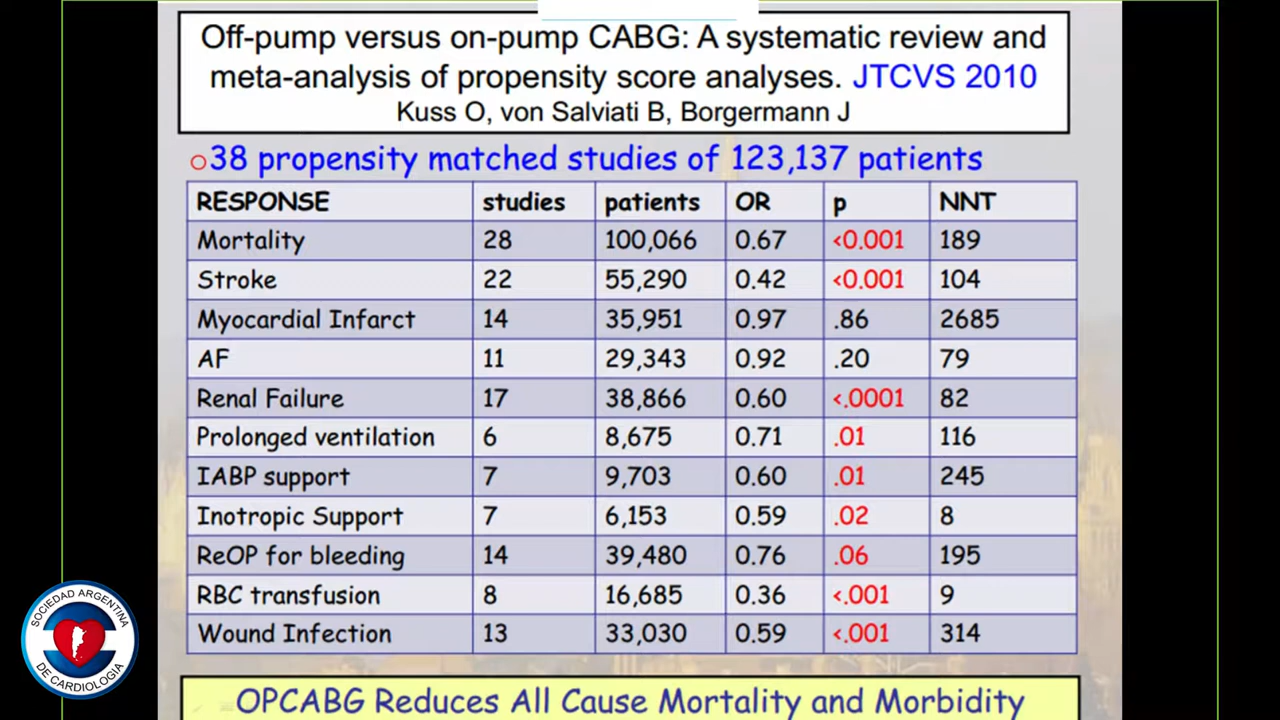 Off-pump versus on-pump CABG: A systematic review and
meta-analysis of propensity score analyses. JTCVS 2010
Kuss O, von Salviati B, Borgermann J
38 propensity matched studies of 123,137 patients
RESPONSE studies patients OR p NNT
Mortality 28 100,066 0.67 <0.001 189
Stroke 22 55,290 0.42 <0.001 104
Myocardial Infarct 14 35,951 0.97 .86 2685
AF 11 29,343 0.92 .20 79
Renal Failure 17 38,866 0.60 <.0001 82
Prolonged ventilation 6 8,675 0.71 .01 116
IABP support 7 9,703 0.60 .01 245
Inotropic Support 7 6,153 0.59 .02 8
ReOP for bleeding 14 39,480 0.76 .06 195
RBC transfusion 8 16,685 0.36 <.001 9
Wound Infection 13 33,030 0.59 <.001 314
OPCABG Reduces All Cause Mortality and Morbidity
SOCIEDAD ARGENTINA
DE CARDIOLOGÍA